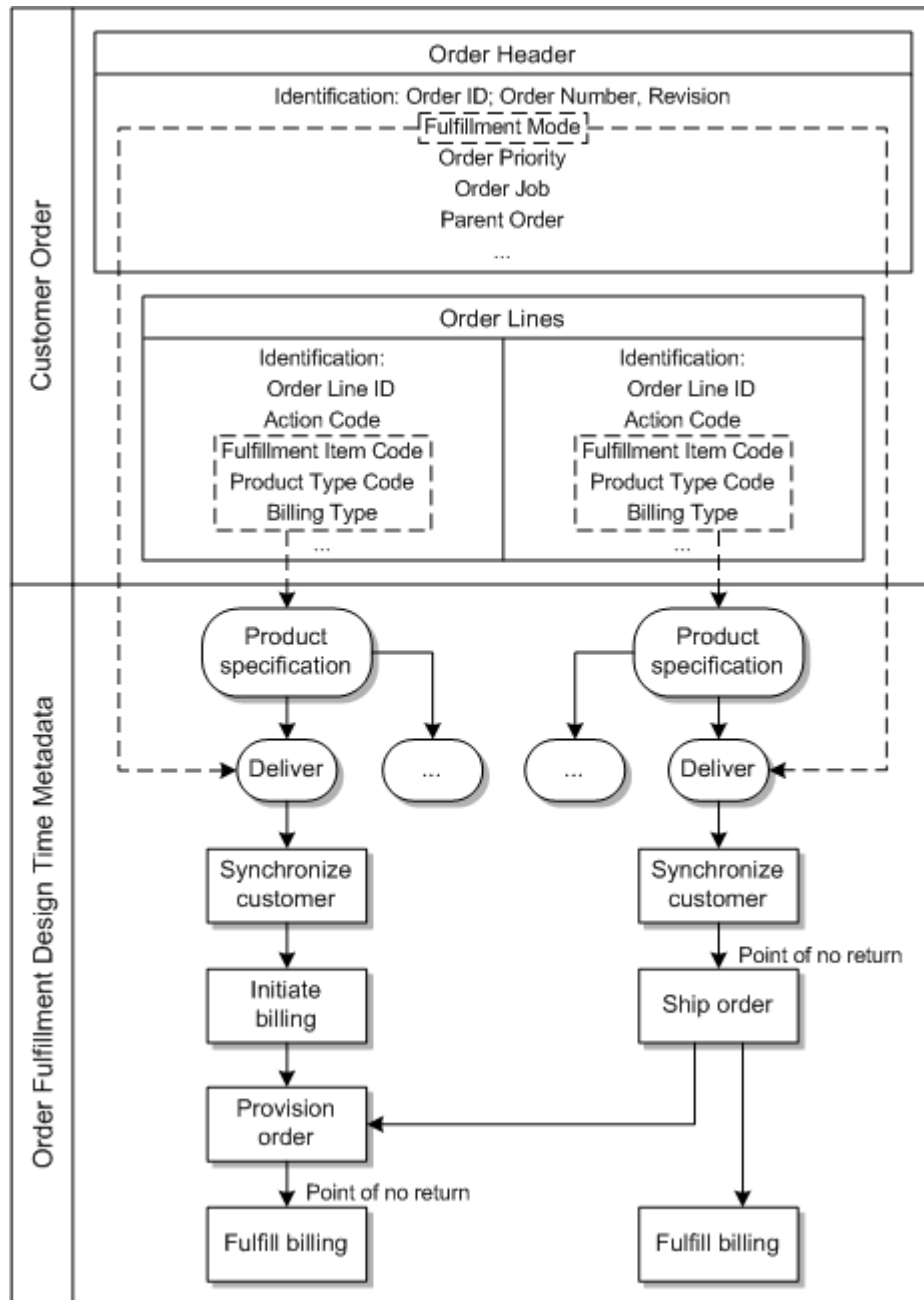 Customer Order
Order Header
Identification: Order ID; Order Number, Revision
Fulfillment Mode
Order Priority
Order Job
Parent Order
...
Order Lines
Identification:
Order Line ID
Action Code
Fulfillment Item Code
Product Type Code
Billing Type
...
Identification:
Order Line ID
Action Code
Fulfillment Item Code
Product Type Code
Billing Type
...
Order Fulfillment Design Time Metadata
Product
specification
Product
specification
Deliver
...
...
Deliver
Synchronize
customer
Synchronize
customer
Point of no return
Initiate
billing
Ship order
Provision
order
Point of no return
Fulfill billing
Fulfill billing